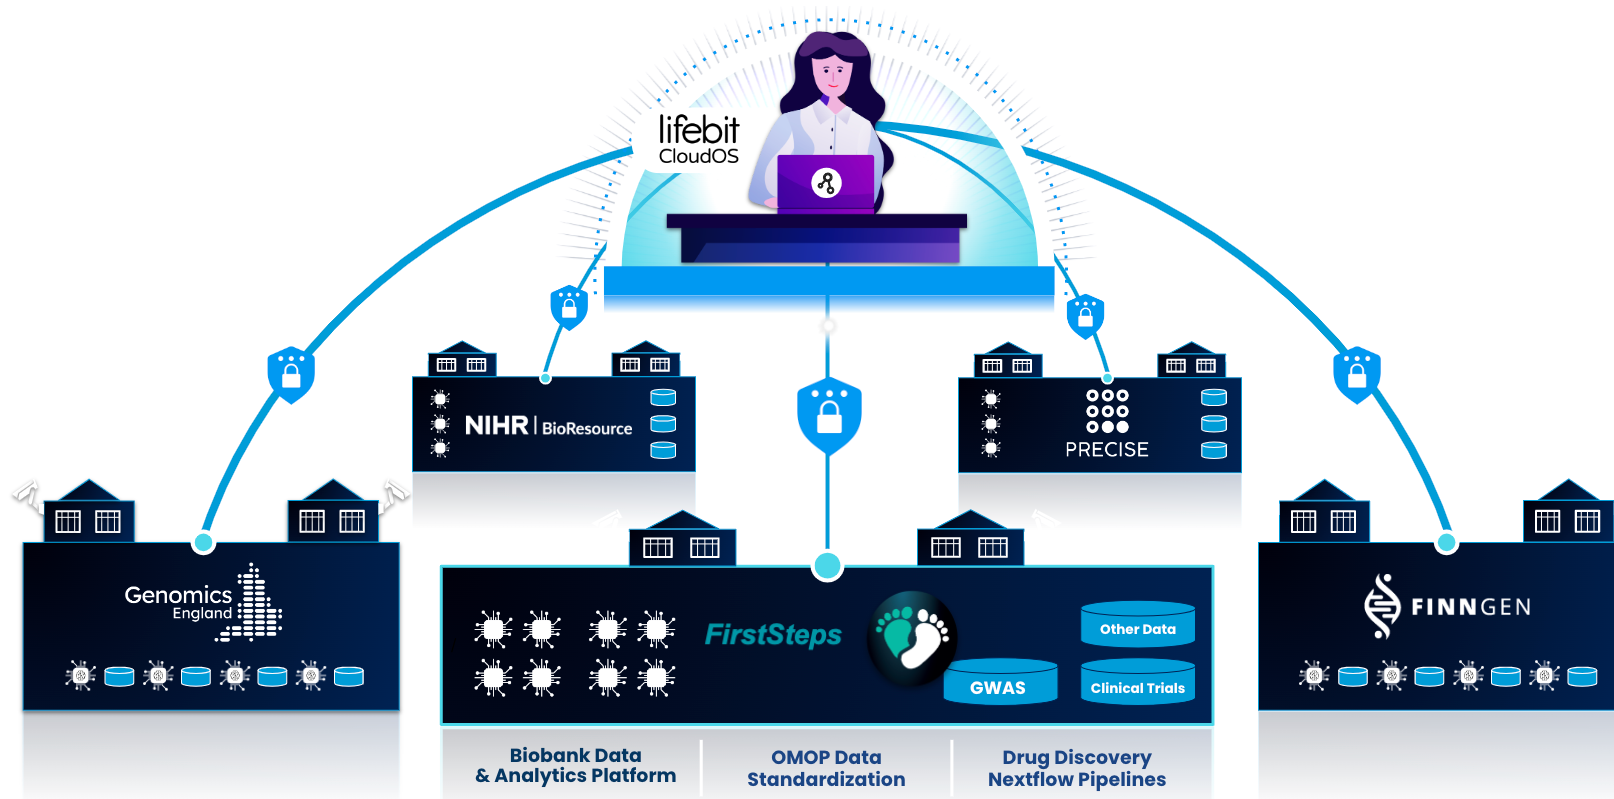 lifebit
CloudOS
NIHR | BioResource
PRECISE
Genomics
England
FirstSteps
GWAS
Other Data
Clinical Trials
FINNGEN
Biobank Data
& Analytics Platform
OMOP Data
Standardization
Drug Discovery
Nextflow Pipelines